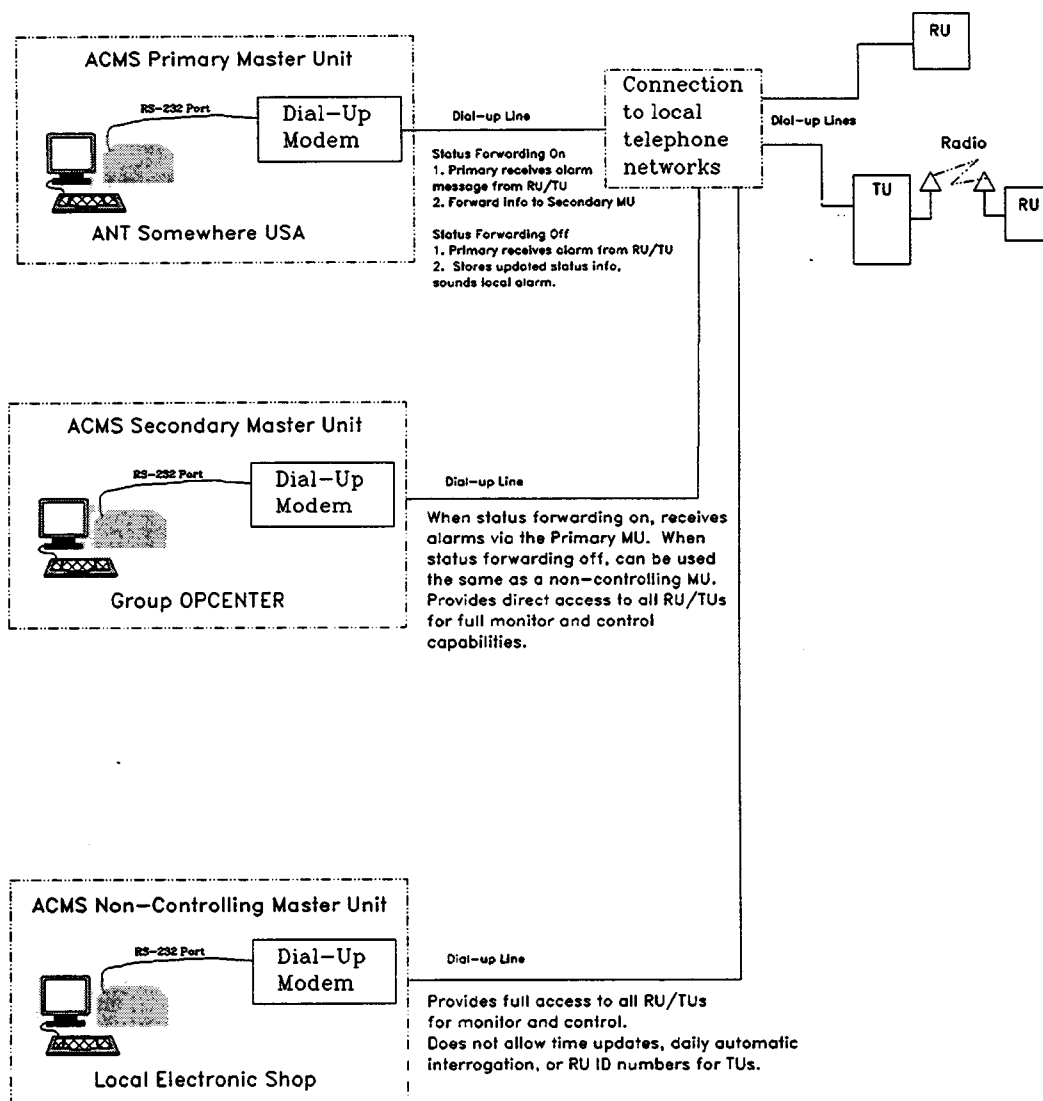 ACMS Primary Master Unit
RS-232 Port
Dial-Up
Modem
ANT Somewhere USA
Dial-up Line
Status Forwarding On
1. Primary receives alarm
message from RU/TU
2. Forward info to Secondary MU
Status Forwarding Off
1. Primary receives alarm from RU/TU
2. Stores updated status info,
sounds local alarm.
Connection
to local
telephone
networks
Dial-up Lines
RU
Radio
TU
RU
ACMS Secondary Master Unit
RS-232 Port
Dial-Up
Modem
Group OPCENTER
Dial-up Line
When status forwarding on, receives
alarms via the Primary MU. When
status forwarding off, can be used
the same as a non-controlling MU.
Provides direct access to all RU/TUs
for full monitor and control
capabilities.
ACMS Non-Controlling Master Unit
RS-232 Port
Dial-Up
Modem
Local Electronic Shop
Dial-up Line
Provides full access to all RU/TUs
for monitor and control.
Does not allow time updates, daily automatic
interrogation, or RU ID numbers for TUs.